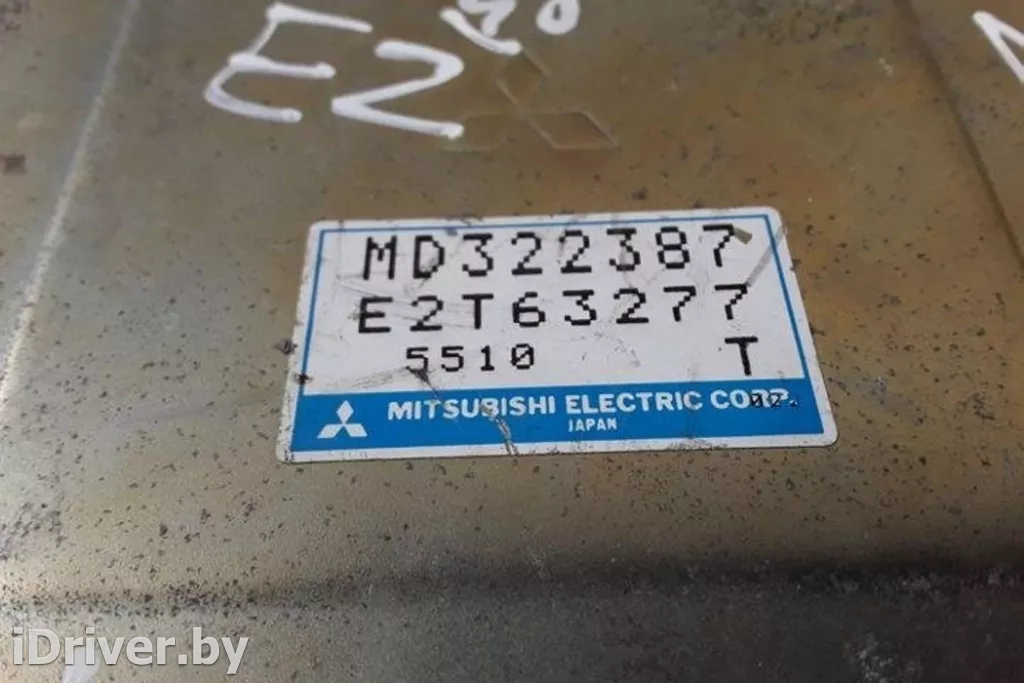 E2
MD322387
E2T63277
5510 T
MITSUBISHI ELECTRIC CORP.
JAPAN
iDriver.by